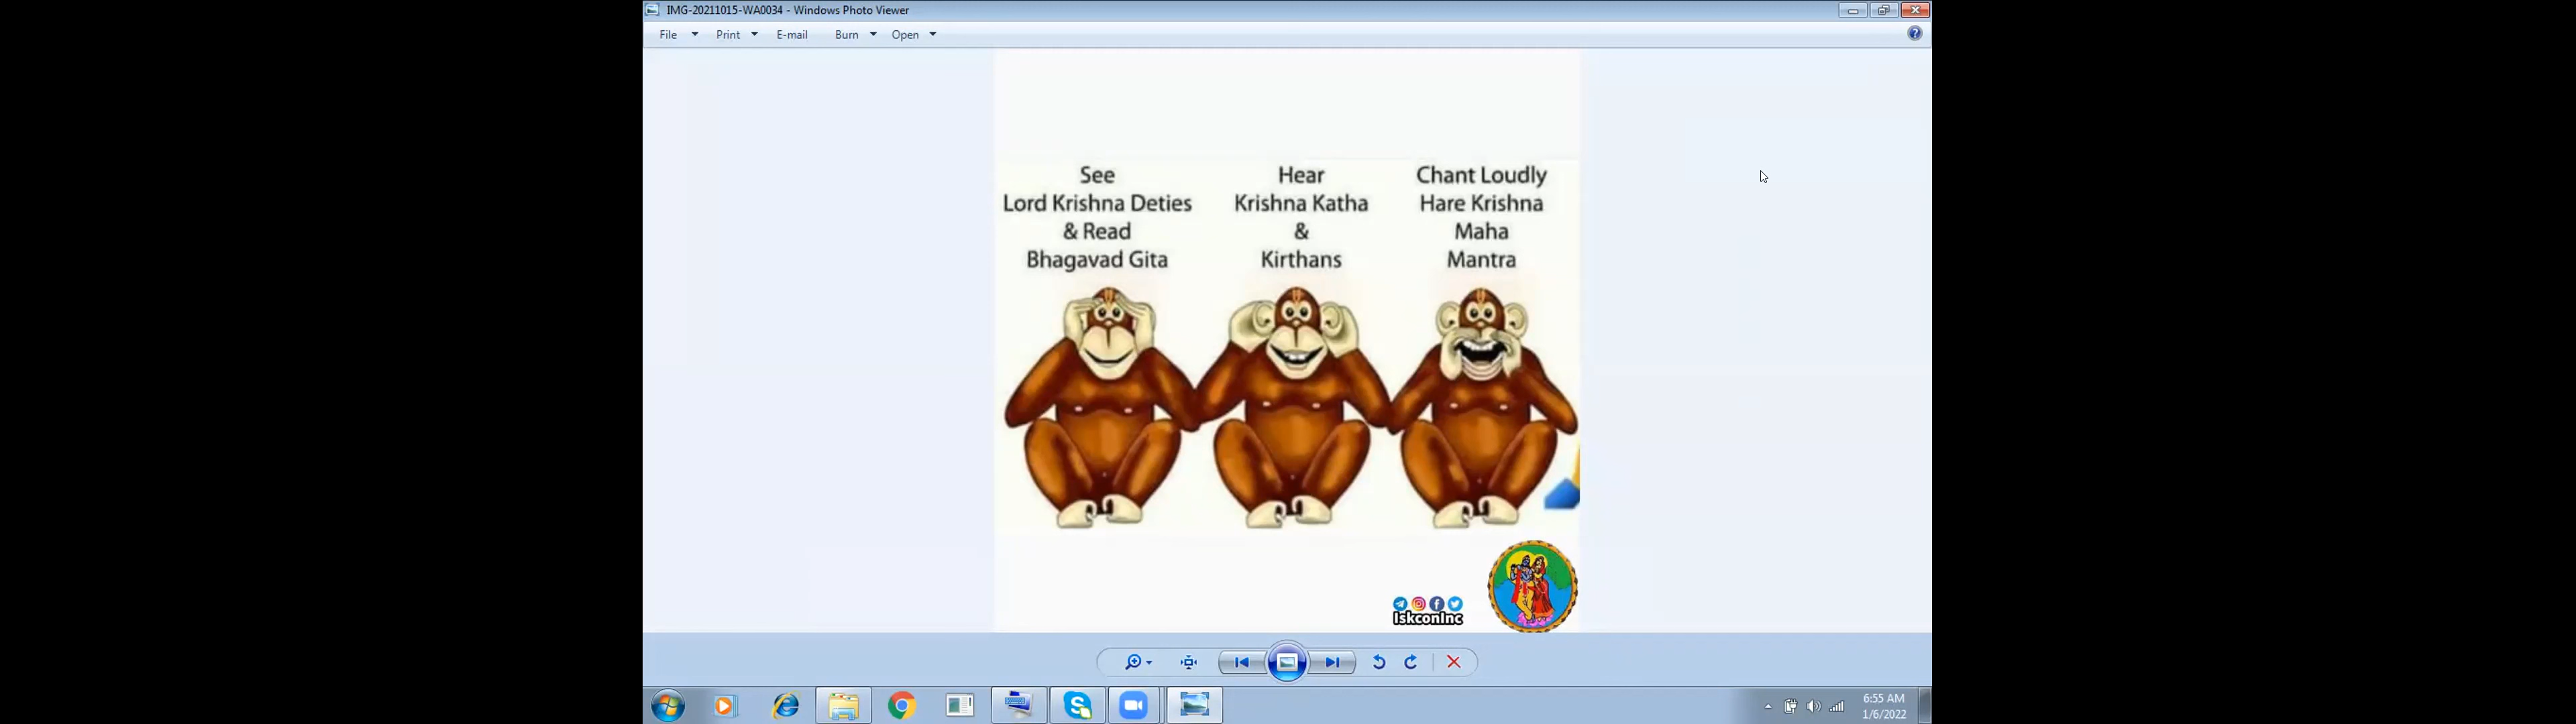 IMG-20211015-WA0034 - Windows Photo Viewer
File Print E-mail Burn Open
See
Lord Krishna Deties
& Read
Bhagavad Gita
Hear
Krishna Katha
&
Kirthans
Chant Loudly
Hare Krishna
Maha
Mantra
IskconInc
6:55 AM
1/6/2022